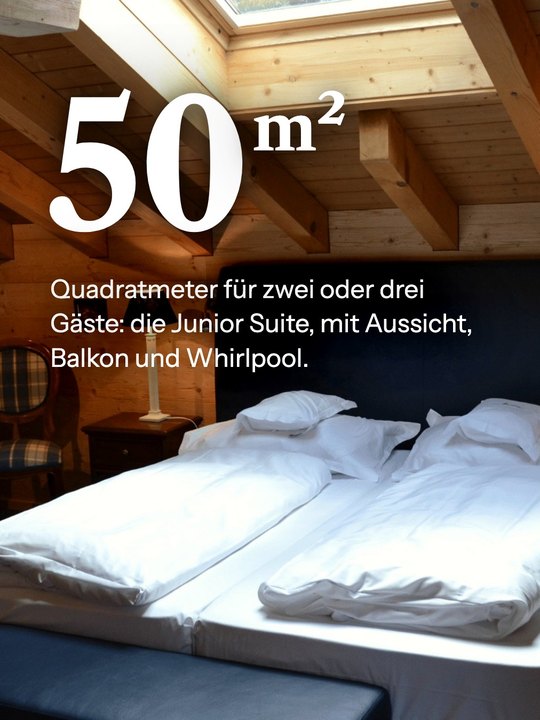 50 m²
Quadratmeter für zwei oder drei
Gäste: die Junior Suite, mit Aussicht,
Balkon und Whirlpool.